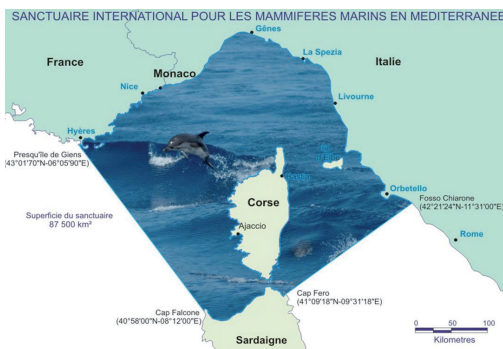 SANCTUAIRE INTERNATIONAL POUR LES MAMMIFERES MARINS EN MEDITERRANEE
Gênes
La Spezia
France
Italie
Monaco
Nice
Livourne
Hyères
Presqu'île de Giens
(43°01'70"N-06°05'90"E)
Orbetello
Fosso Chiarone
(42°21'24"N-11°31'00"E)
Corse
Superficie du sanctuaire
87 500 km²
Ajaccio
Rome
Cap Fero
(41°09'18"N-09°31'18"E)
Cap Falcone
(40°58'00"N-08°12'00"E)
0 50 100
Kilometres
Sardaigne